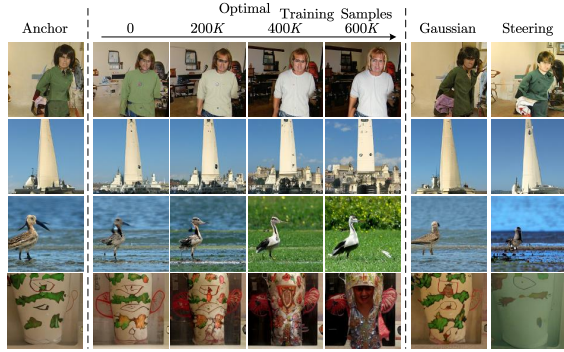 Optimal Training Samples
Anchor 0 200K 400K 600K Gaussian Steering